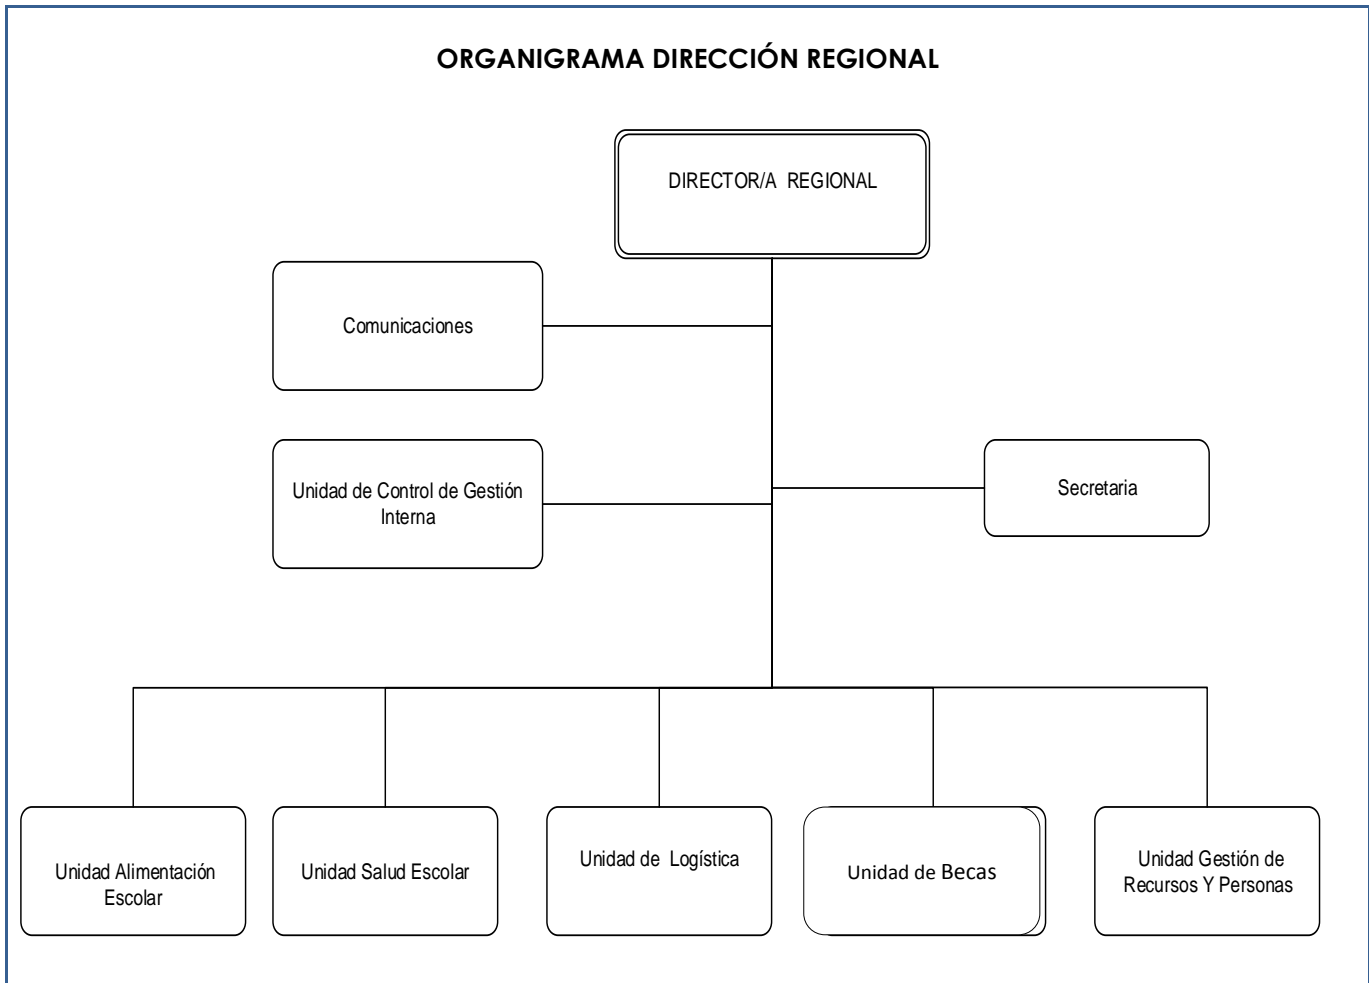 ORGANIGRAMA DIRECCIÓN REGIONAL
DIRECTOR/A REGIONAL
Comunicaciones
Unidad de Control de Gestión
Interna
Secretaria
Unidad Alimentación
Escolar
Unidad Salud Escolar
Unidad de Logística
Unidad de Becas
Unidad Gestión de
Recursos Y Personas